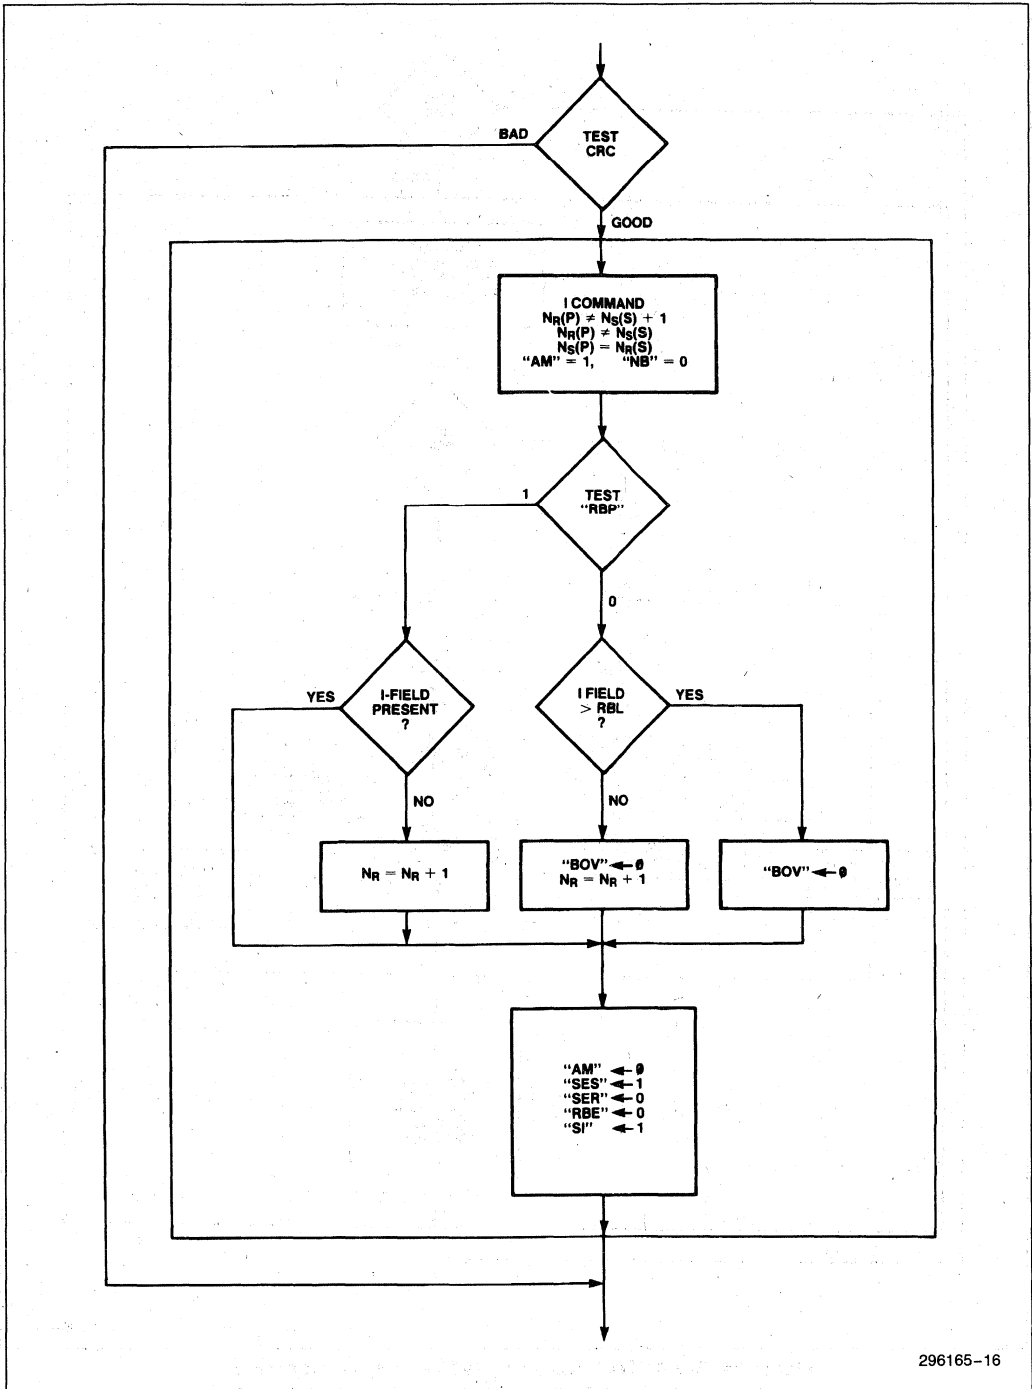 BAD
TEST
CRC
GOOD
I COMMAND
NR(P) ≠ NS(S) + 1
NR(P) ≠ NS(S)
NS(P) = NR(S)
“AM” = 1, “NB” = 0
1
TEST
“RBP”
0
YES
I-FIELD
PRESENT
?
I FIELD
> RBL
?
YES
NO
NO
NR = NR + 1
“BOV” ← 0
NR = NR + 1
“BOV” ← 0
“AM” ← 0
“SES” ← 1
“SER” ← 0
“RBE” ← 0
“SI” ← 1
296165–16